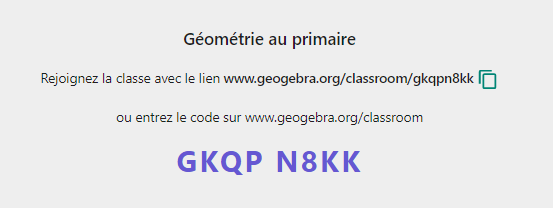 Géométrie au primaire
Rejoignez la classe avec le lien www.geogebra.org/classroom/gkqpn8kk
ou entrez le code sur www.geogebra.org/classroom
GKQP N8KK